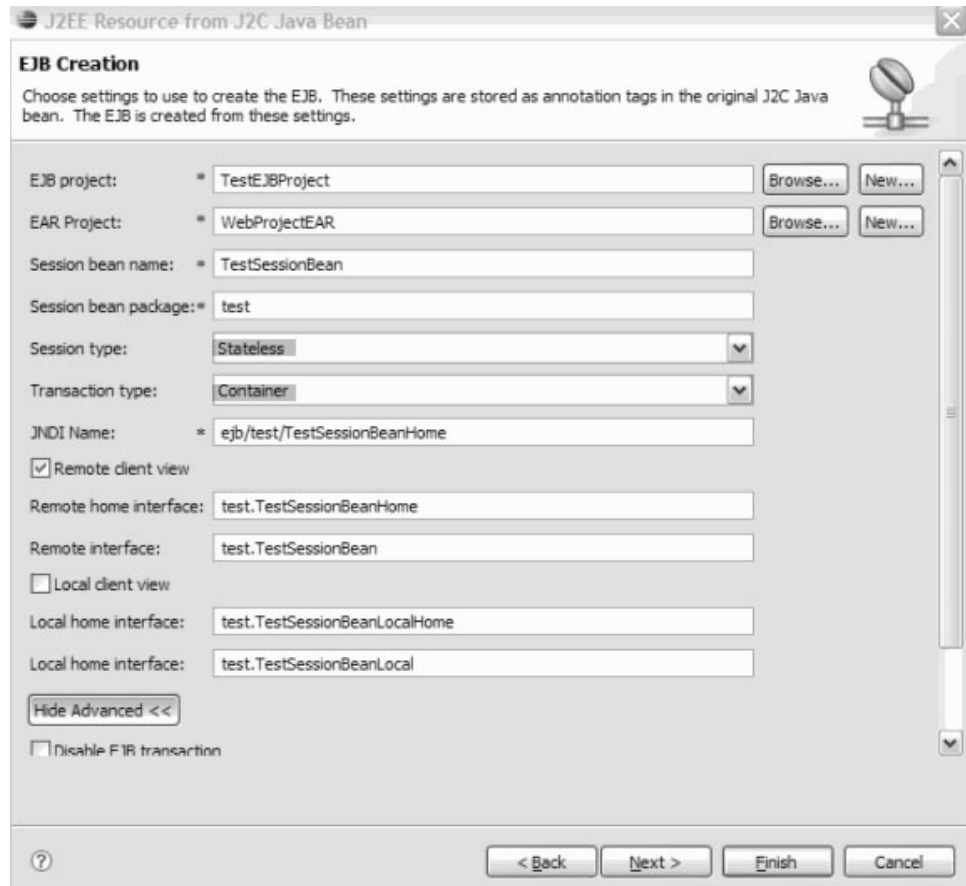 J2EE Resource from J2C Java Bean
EJB Creation
Choose settings to use to create the EJB. These settings are stored as annotation tags in the original J2C Java
bean. The EJB is created from these settings.
EJB project: * TestEJBProject Browse... New...
EAR Project: * WebProjectEAR Browse... New...
Session bean name: * TestSessionBean
Session bean package:* test
Session type: Stateless
Transaction type: Container
JNDI Name: * ejb/test/TestSessionBeanHome
Remote client view
Remote home interface: test.TestSessionBeanHome
Remote interface: test.TestSessionBean
Local client view
Local home interface: test.TestSessionBeanLocalHome
Local home interface: test.TestSessionBeanLocal
Hide Advanced <<
Disable EJB transaction
? < Back Next > Finish Cancel